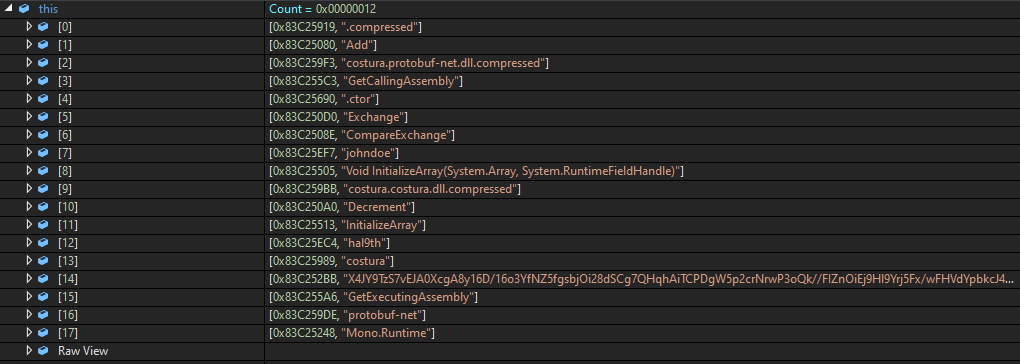 this Count = 0x00000012
[0] [0x83C25919, ".compressed"]
[1] [0x83C25080, "Add"]
[2] [0x83C259F3, "costura.protobuf-net.dll.compressed"]
[3] [0x83C255C3, "GetCallingAssembly"]
[4] [0x83C25690, ".ctor"]
[5] [0x83C250D0, "Exchange"]
[6] [0x83C2508E, "CompareExchange"]
[7] [0x83C25EF7, "johndoe"]
[8] [0x83C25505, "Void InitializeArray(System.Array, System.RuntimeFieldHandle)"]
[9] [0x83C259BB, "costura.costura.dll.compressed"]
[10] [0x83C250A0, "Decrement"]
[11] [0x83C25513, "InitializeArray"]
[12] [0x83C25EC4, "hal9th"]
[13] [0x83C25989, "costura"]
[14] [0x83C252BB, "X4JY9TzS7vEJA0XcgA8y16D/16o3YfNZ5fgsbjOi28dSCg7QHqhAiTCPDgW5p2crNrwP3oQk//FIZnOiEj9HI9Yrj5Fx/wFHVdYpbkcJ4...
[15] [0x83C255A6, "GetExecutingAssembly"]
[16] [0x83C259DE, "protobuf-net"]
[17] [0x83C25248, "Mono.Runtime"]
Raw View